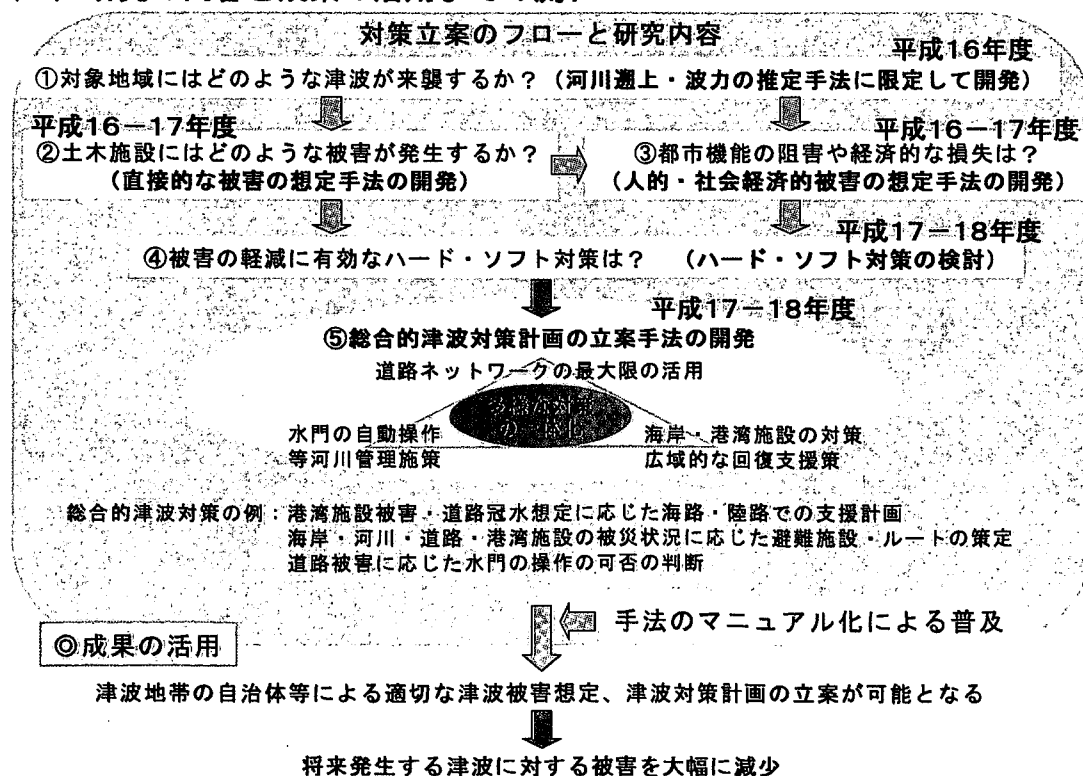 対策立案のフローと研究内容
平成16年度
①対象地域にはどのような津波が来襲するか？（河川遡上・波力の推定手法に限定して開発）
平成16－17年度
平成16－17年度
②土木施設にはどのような被害が発生するか？
（直接的な被害の想定手法の開発）
③都市機能の阻害や経済的な損失は？
（人的・社会経済的被害の想定手法の開発）
平成17－18年度
④被害の軽減に有効なハード・ソフト対策は？　（ハード・ソフト対策の検討）
平成17－18年度
⑤総合的津波対策計画の立案手法の開発
道路ネットワークの最大限の活用
水門の自動操作
等河川管理施策
海岸・港湾施設の対策
広域的な回復支援策
総合的津波対策の例：港湾施設被害・道路冠水想定に応じた海路・陸路での支援計画
海岸・河川・道路・港湾施設の被災状況に応じた避難施設・ルートの策定
道路被害に応じた水門の操作の可否の判断
手法のマニュアル化による普及
◎成果の活用
津波地帯の自治体等による適切な津波被害想定、津波対策計画の立案が可能となる
将来発生する津波に対する被害を大幅に減少